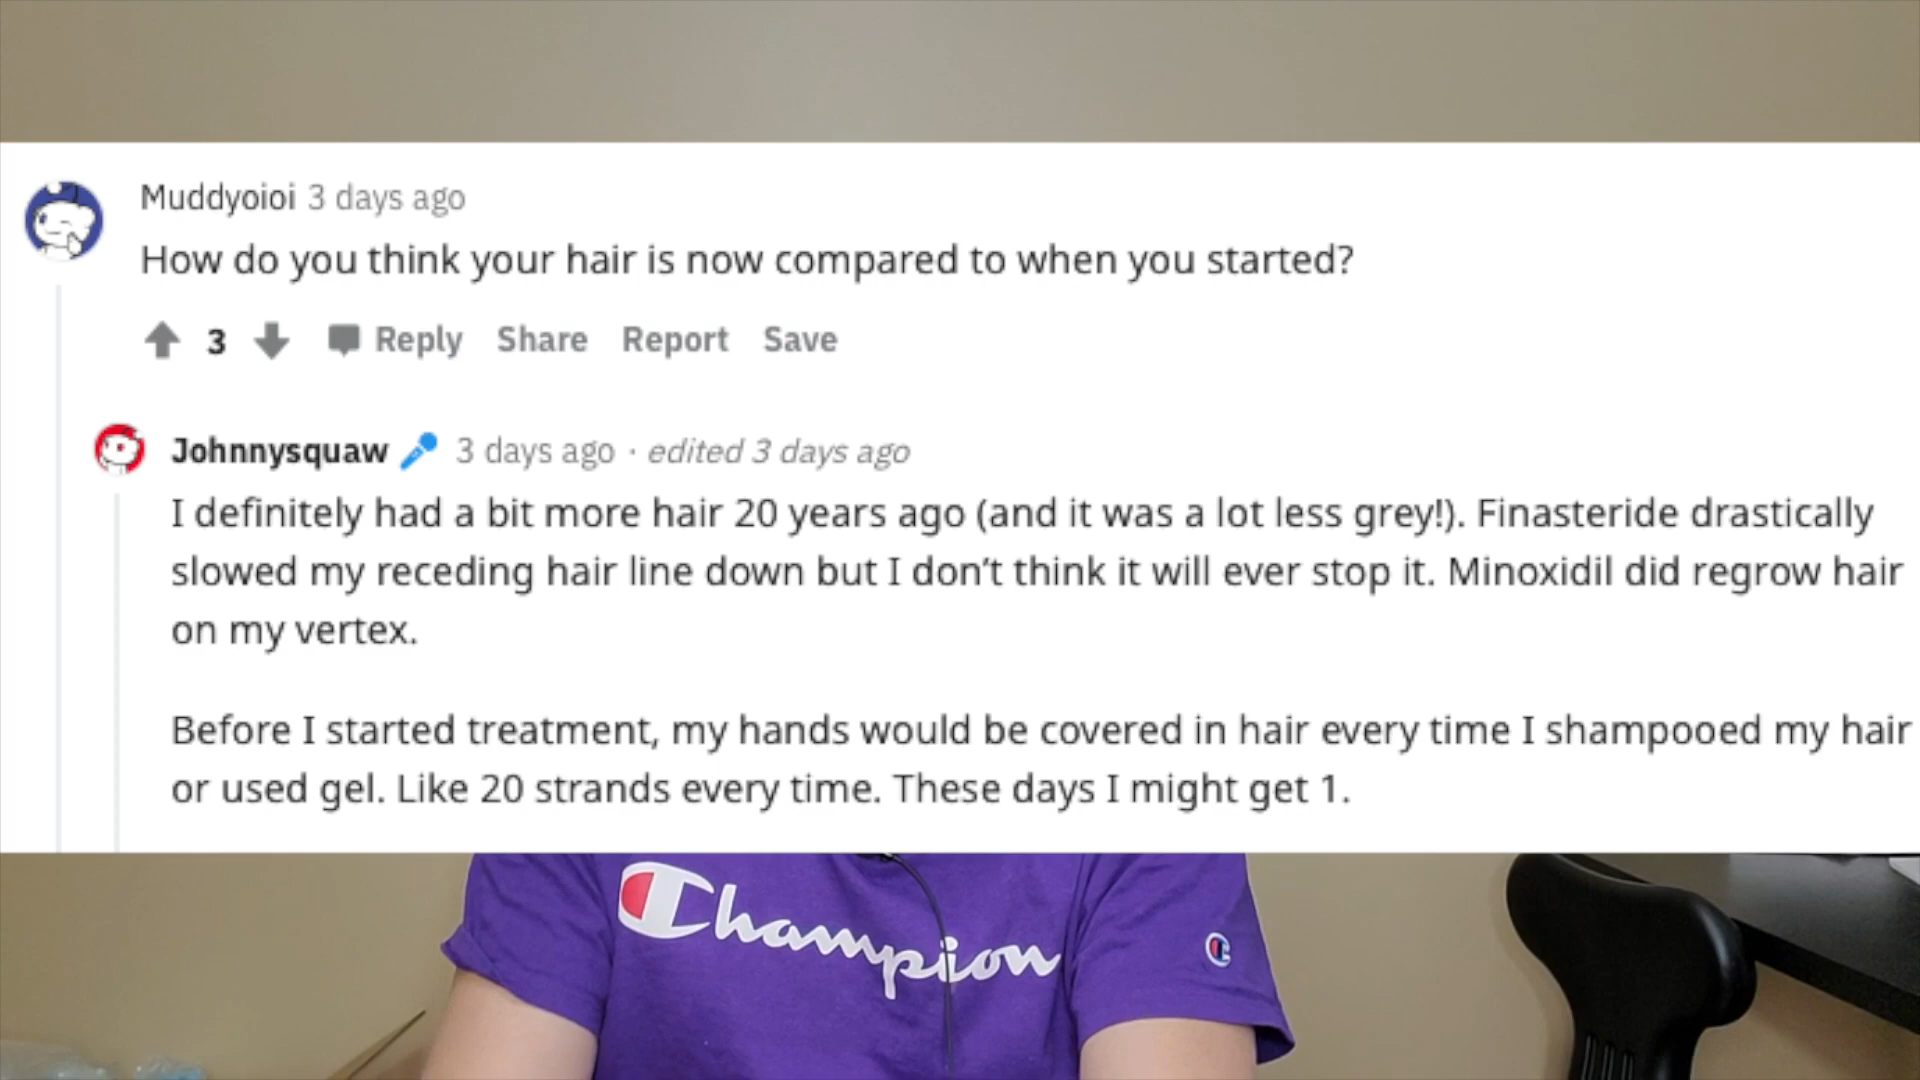 Muddyoioi 3 days ago
How do you think your hair is now compared to when you started?
3 Reply Share Report Save
Johnnysquaw 3 days ago · edited 3 days ago
I definitely had a bit more hair 20 years ago (and it was a lot less grey!). Finasteride drastically
slowed my receding hair line down but I don’t think it will ever stop it. Minoxidil did regrow hair
on my vertex.
Before I started treatment, my hands would be covered in hair every time I shampooed my hair
or used gel. Like 20 strands every time. These days I might get 1.
Champion